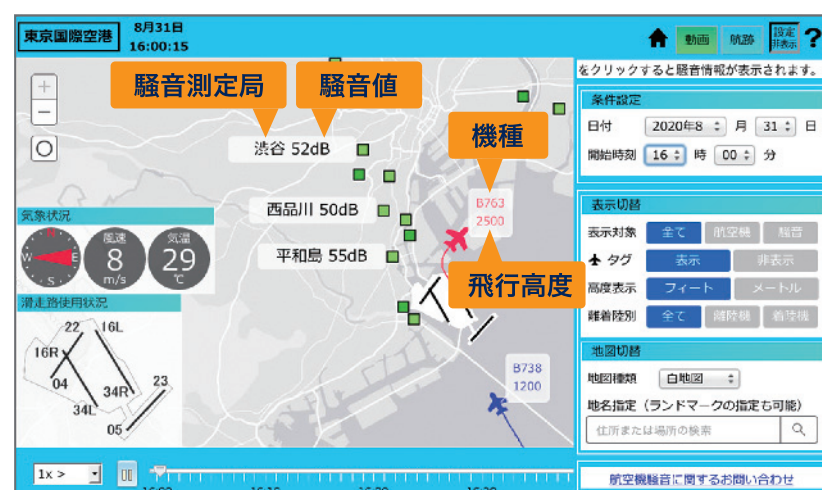 東京国際空港
8月31日
16:00:15
動画
航跡
設定
非表示
?
をクリックすると騒音情報が表示されます。
騒音測定局
騒音値
機種
飛行高度
渋谷 52dB
西品川 50dB
平和島 55dB
B763
2500
B738
1200
気象状況
N
W
E
S
風速
8
m/s
気温
29
℃
滑走路使用状況
22
16L
16R
04
34R
23
34L
05
条件設定
日付 2020年8 月 31 日
開始時刻 16 時 00 分
表示切替
表示対象 全て 航空機 騒音
タグ 表示 非表示
高度表示 フィート メートル
離着陸別 全て 離陸機 着陸機
地図切替
地図種類 白地図
地名指定（ランドマークの指定も可能）
住所または場所の検索
航空機騒音に関するお問い合わせ
1x >
16:00 16:10 16:20 16:30